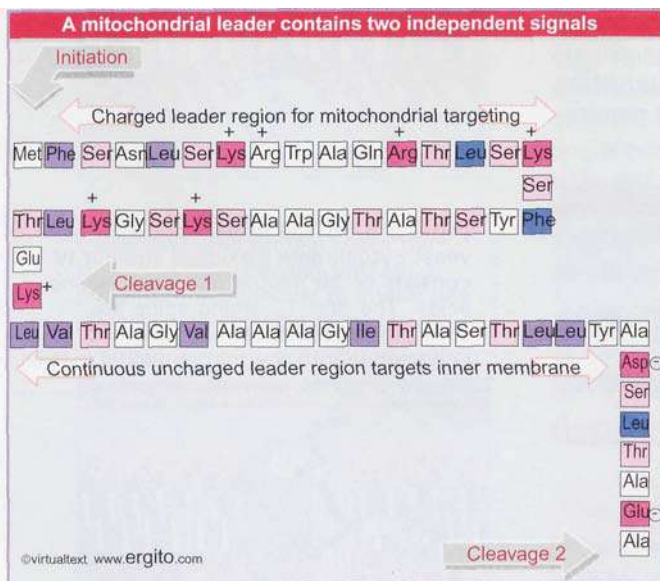 A mitochondrial leader contains two independent signals
Initiation
Charged leader region for mitochondrial targeting
+ + + +
Met Phe Ser Asn Leu Ser Lys Arg Trp Ala Gln Arg Thr Leu Ser Lys
Ser
+ +
Thr Leu Lys Gly Ser Lys Ser Ala Ala Gly Thr Ala Thr Ser Tyr Phe
Glu
Lys + Cleavage 1
Leu Val Thr Ala Gly Val Ala Ala Ala Gly Ile Thr Ala Ser Thr Leu Leu Tyr Ala
Continuous uncharged leader region targets inner membrane
Asp ⊖
Ser
Leu
Thr
Ala
Glu ⊖
Ala
Cleavage 2
©virtualtext www.ergito.com